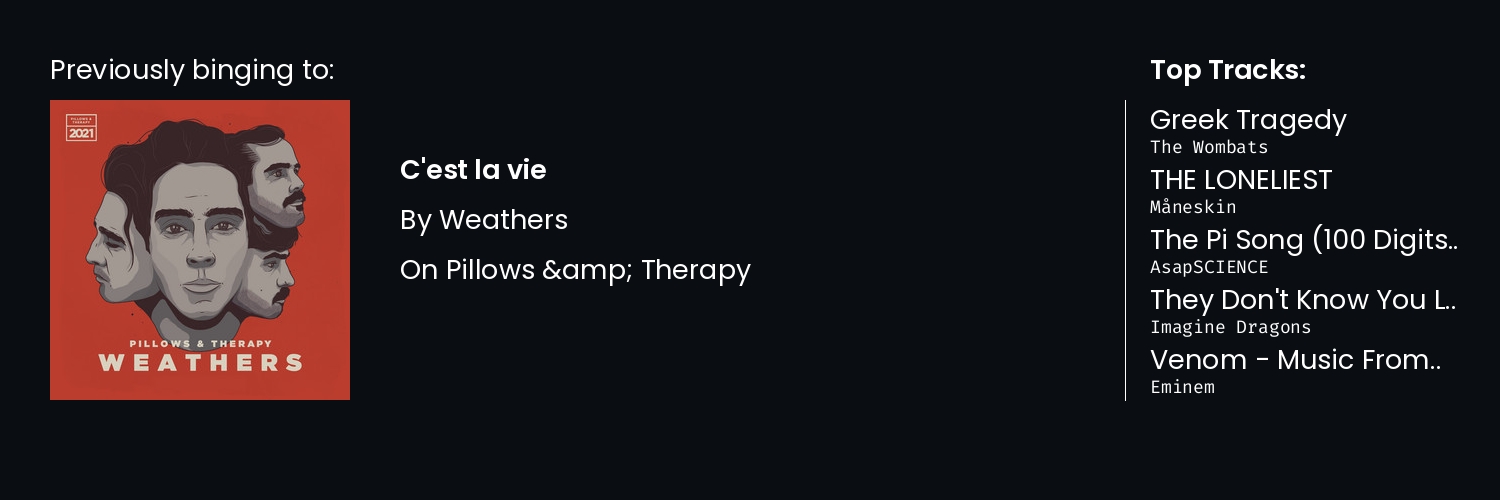 Previously binging to:
PILLOWS &
THERAPY
2021
PILLOWS & THERAPY
WEATHERS
C'est la vie
By Weathers
On Pillows &amp; Therapy
Top Tracks:
Greek Tragedy
The Wombats
THE LONELIEST
Måneskin
The Pi Song (100 Digits..
AsapSCIENCE
They Don't Know You L..
Imagine Dragons
Venom - Music From..
Eminem